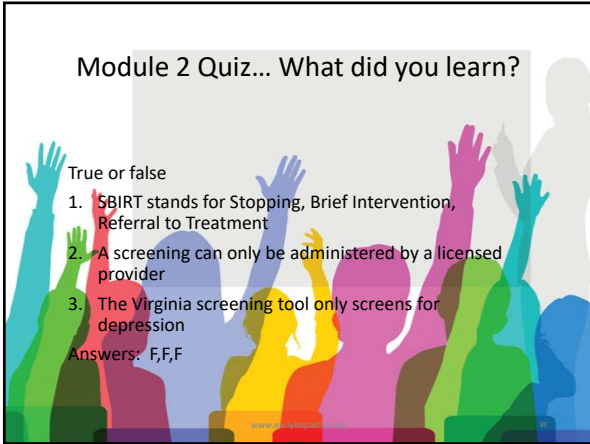 Module 2 Quiz... What did you learn?
True or false
1. SBIRT stands for Stopping, Brief Intervention,
Referral to Treatment
2. A screening can only be administered by a licensed
provider
3. The Virginia screening tool only screens for
depression
Answers: F,F,F